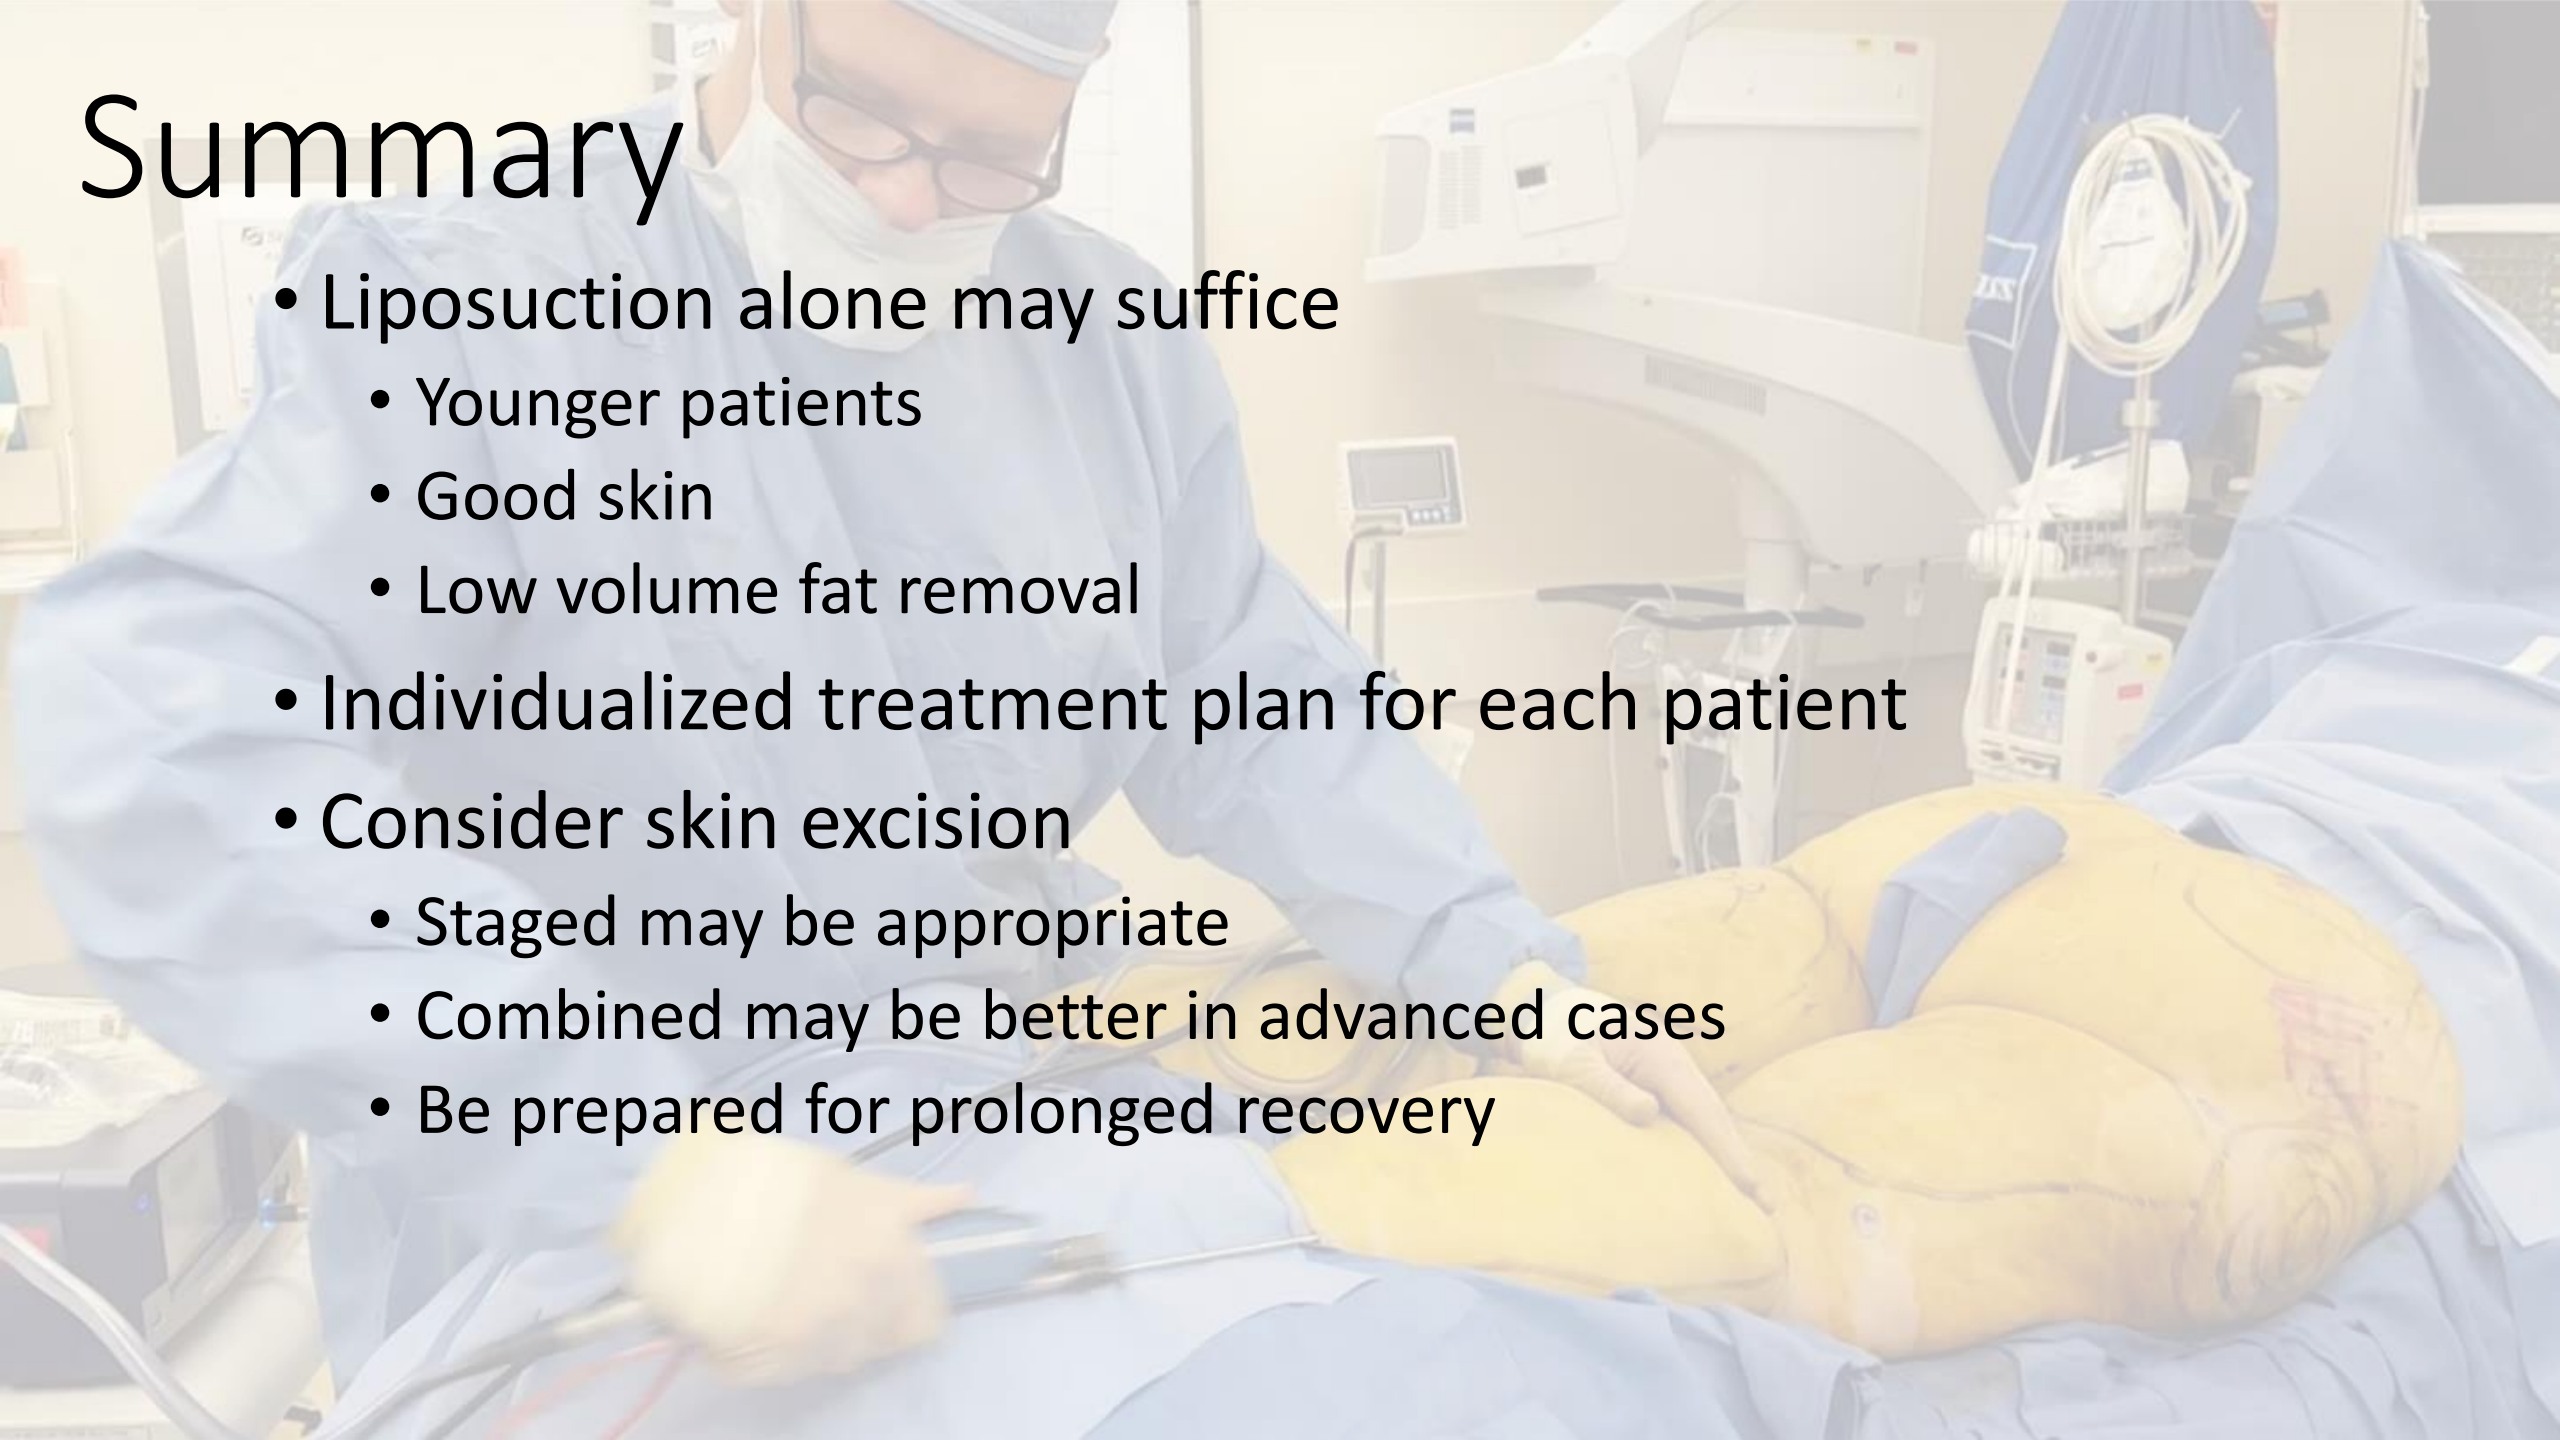 Summary
• Liposuction alone may suffice
• Younger patients
• Good skin
• Low volume fat removal
• Individualized treatment plan for each patient
• Consider skin excision
• Staged may be appropriate
• Combined may be better in advanced cases
• Be prepared for prolonged recovery